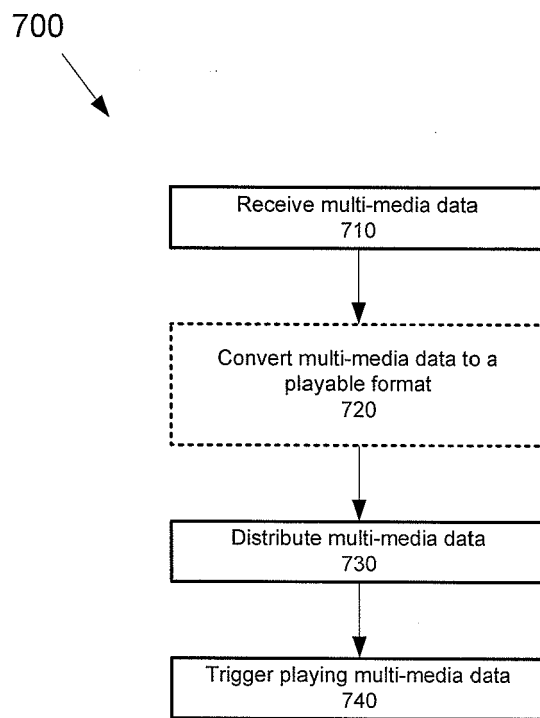 700
Receive multi-media data
710
Convert multi-media data to a
playable format
720
Distribute multi-media data
730
Trigger playing multi-media data
740